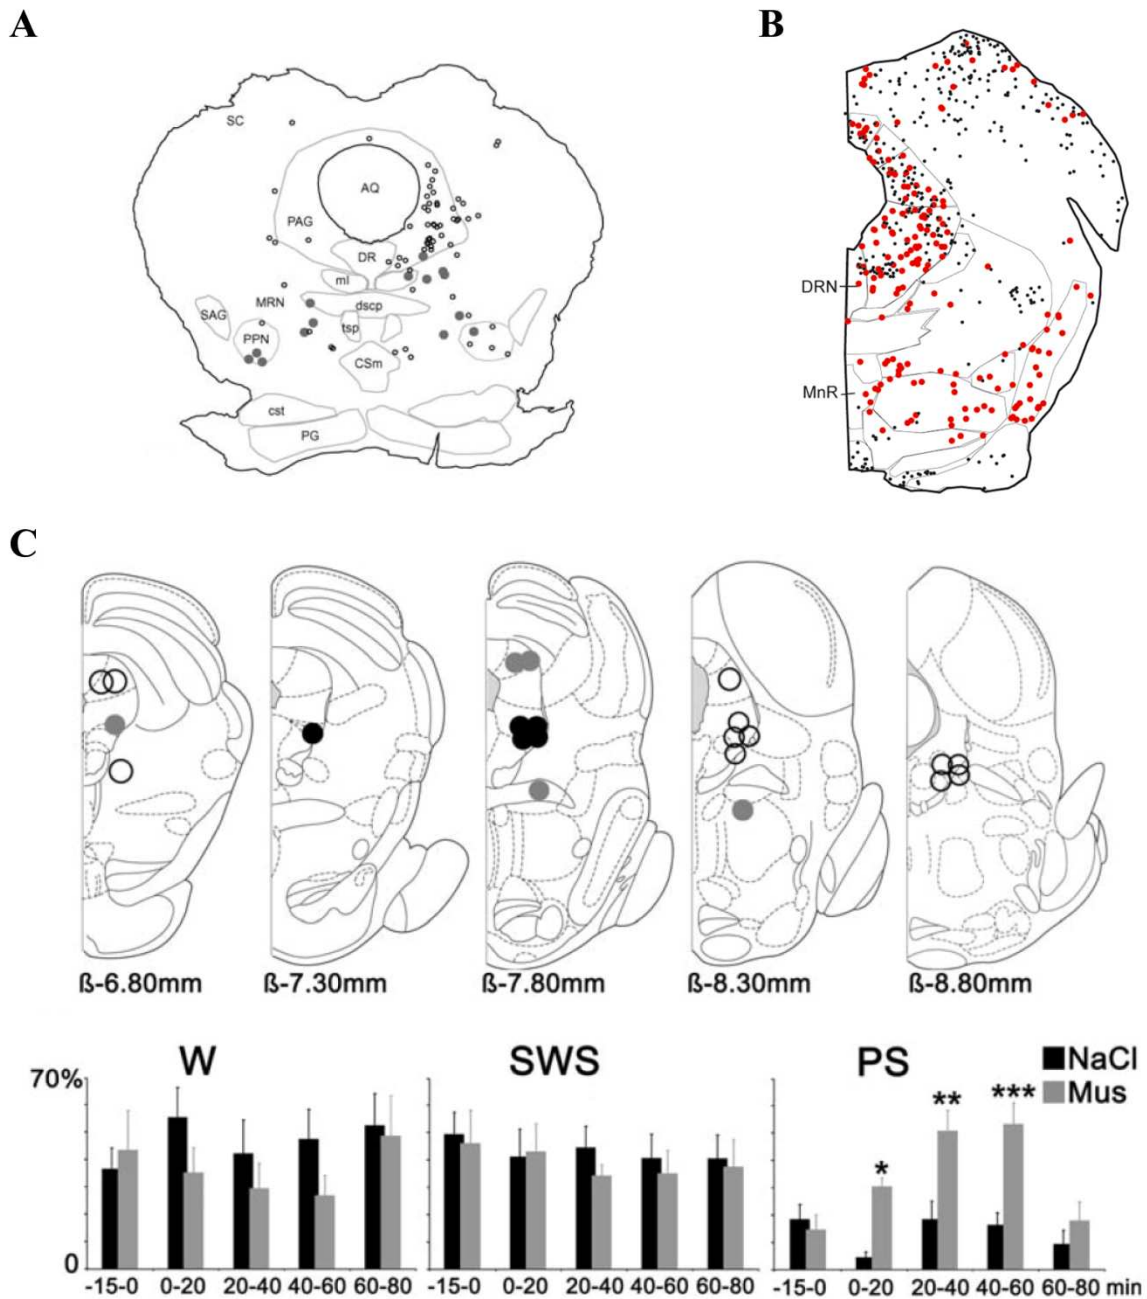 A
B
SC
AQ
PAG
DR
ml
MRN
dscp
SAG
tsp
PPN
CSm
cst
PG
DRN
MnR
C
ß-6.80mm
ß-7.30mm
ß-7.80mm
ß-8.30mm
ß-8.80mm
W
SWS
PS
NaCl
Mus
70%
0
* ** ***
-15-0 0-20 20-40 40-60 60-80
-15-0 0-20 20-40 40-60 60-80
-15-0 0-20 20-40 40-60 60-80 min